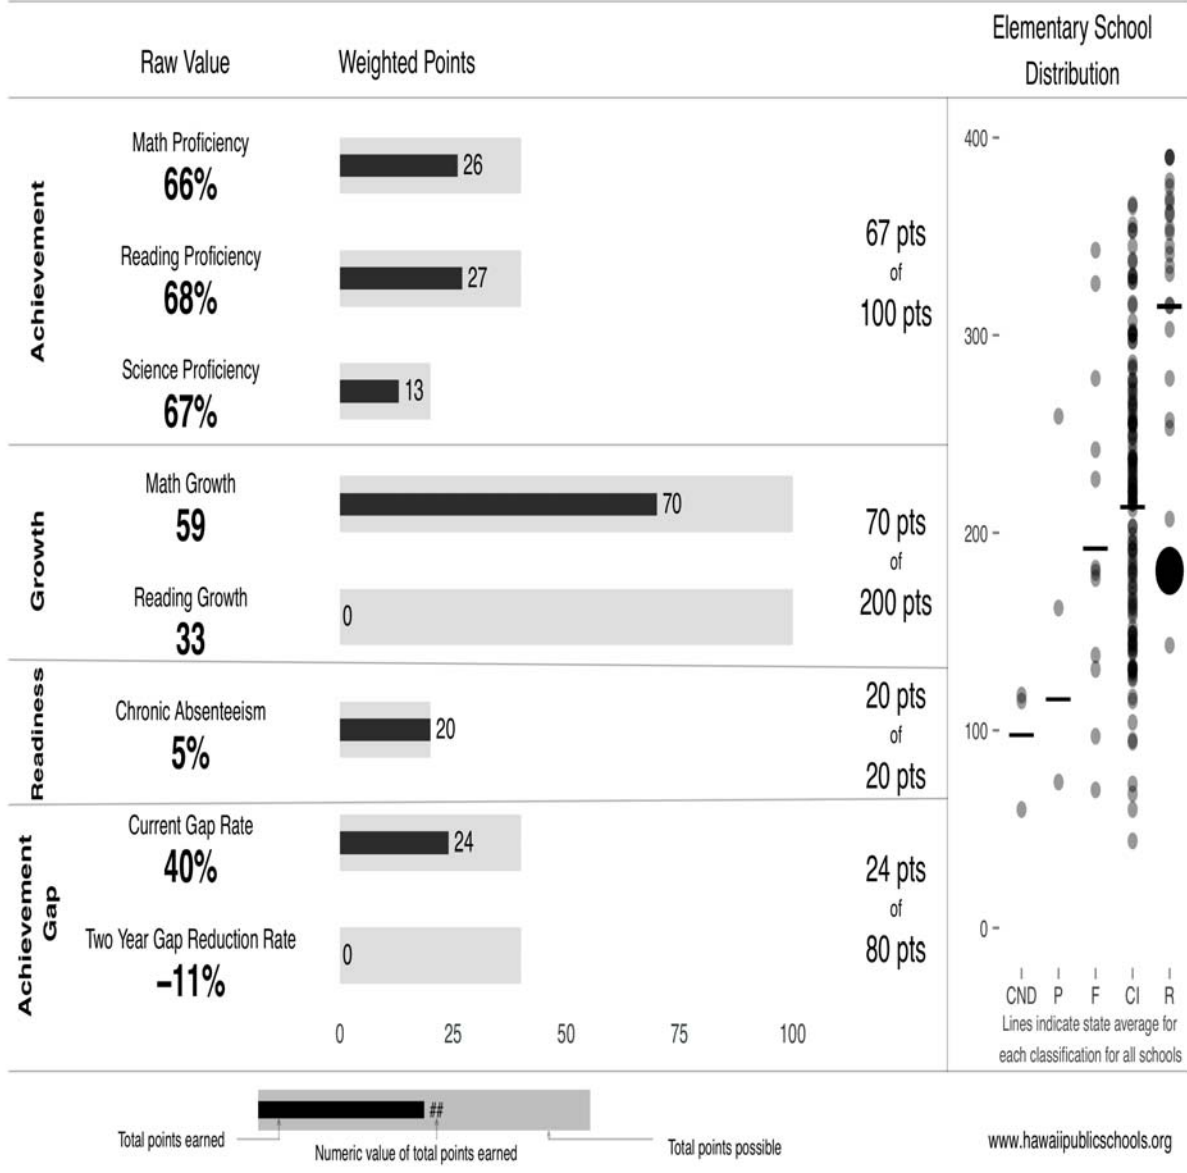 Raw Value
Weighted Points
Elementary School
Distribution
Achievement
Math Proficiency
66%
26
Reading Proficiency
68%
27
Science Proficiency
67%
13
67 pts
of
100 pts
Growth
Math Growth
59
70
Reading Growth
33
0
70 pts
of
200 pts
Readiness
Chronic Absenteeism
5%
20
20 pts
of
20 pts
Achievement
Gap
Current Gap Rate
40%
24
Two Year Gap Reduction Rate
−11%
0
24 pts
of
80 pts
0 25 50 75 100
400
300
200
100
0
CND P F CI R
Lines indicate state average for
each classification for all schools
##
Total points earned
Numeric value of total points earned
Total points possible
www.hawaiipublicschools.org